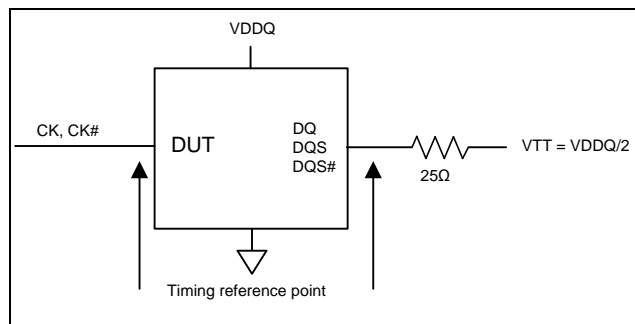 VDDQ
CK, CK#
DUT
DQ
DQS
DQS#
25Ω
VTT = VDDQ/2
Timing reference point